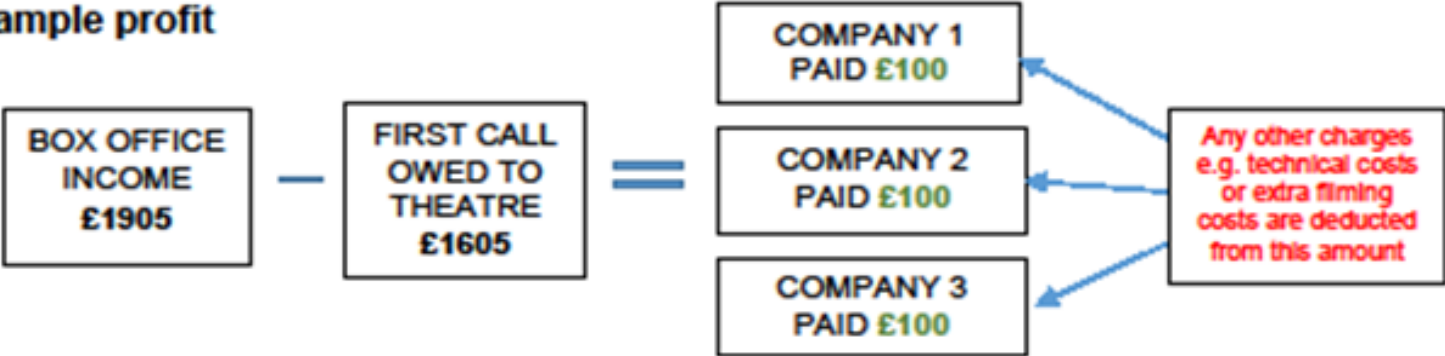 ample profit
BOX OFFICE
INCOME
£1905
FIRST CALL
OWED TO
THEATRE
£1605
COMPANY 1
PAID £100
COMPANY 2
PAID £100
COMPANY 3
PAID £100
Any other charges
e.g. technical costs
or extra filming
costs are deducted
from this amount